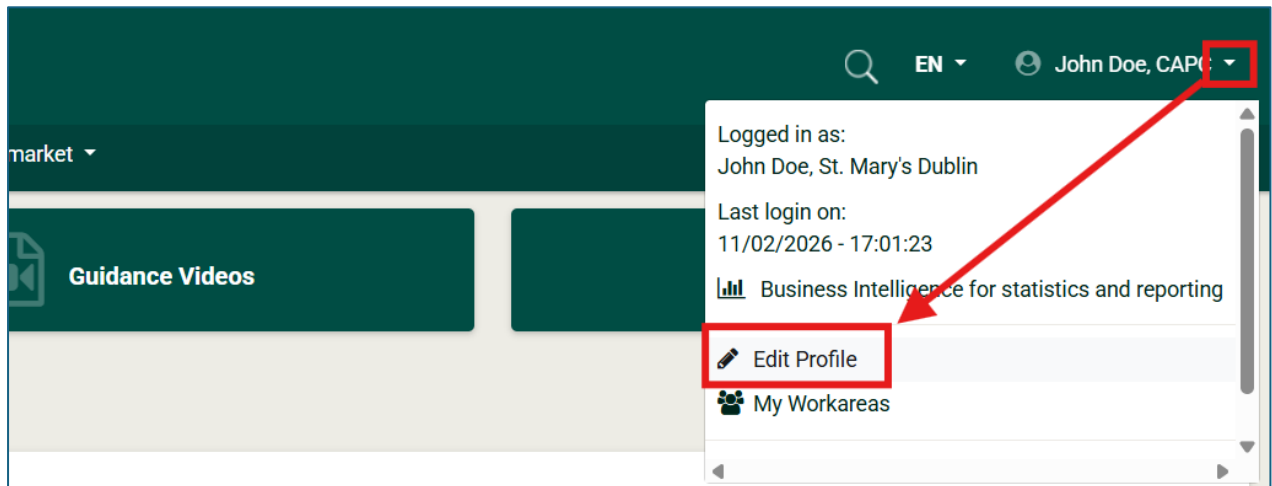 EN
John Doe, CAPC
market
Logged in as:
John Doe, St. Mary's Dublin
Last login on:
11/02/2026 - 17:01:23
Guidance Videos
Business Intelligence for statistics and reporting
Edit Profile
My Workareas